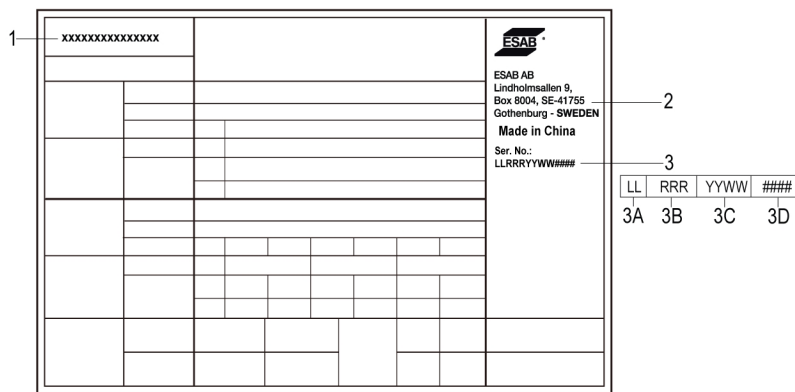 1
xxxxxxxxxxxxxxx
ESAB
ESAB AB
Lindholmsallen 9,
Box 8004, SE-41755
Gothenburg - SWEDEN
2
Made in China
Ser. No.:
LLRRRYYWW####
3
LL RRR YYWW ####
3A 3B 3C 3D